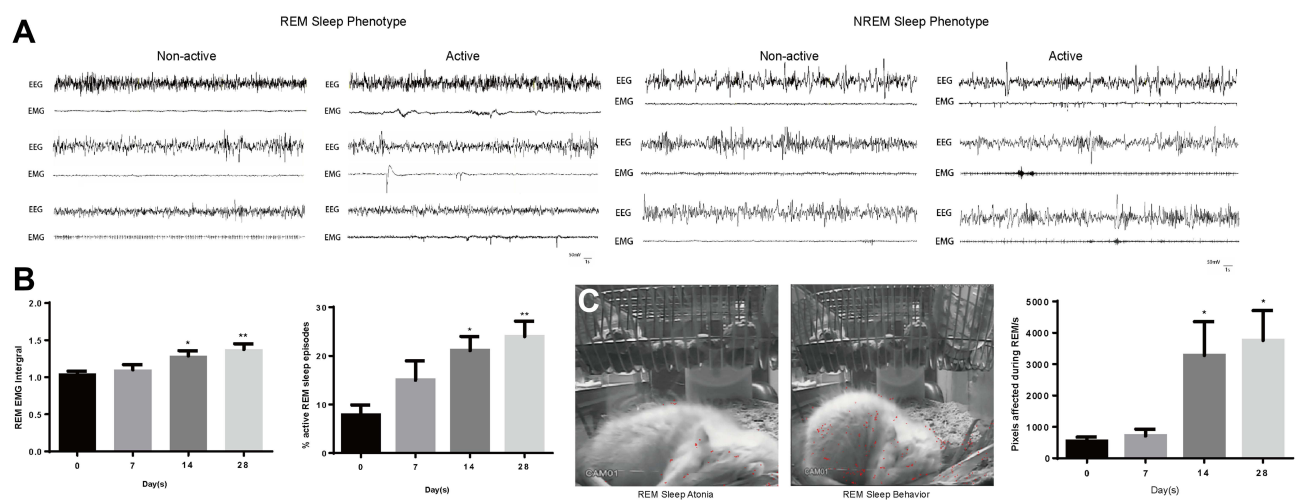 A
REM Sleep Phenotype
NREM Sleep Phenotype
Non-active
Active
Non-active
Active
EEG
EMG
EEG
EMG
EEG
EMG
EEG
EMG
EEG
EMG
EEG
EMG
50mV
1s
EEG
EMG
EEG
EMG
EEG
EMG
EEG
EMG
EEG
EMG
EEG
EMG
50mV
1s
B
REM EMG Intergral
2.0
1.5
1.0
0.5
0.0
*
**
0 7 14 28
Day(s)
% active REM sleep episodes
30
20
10
0
*
**
0 7 14 28
Day(s)
C
CAM01
REM Sleep Atonia
CAM01
REM Sleep Behavior
Pixels affected during REM/s
5000
4000
3000
2000
1000
0
*
*
0 7 14 28
Day(s)